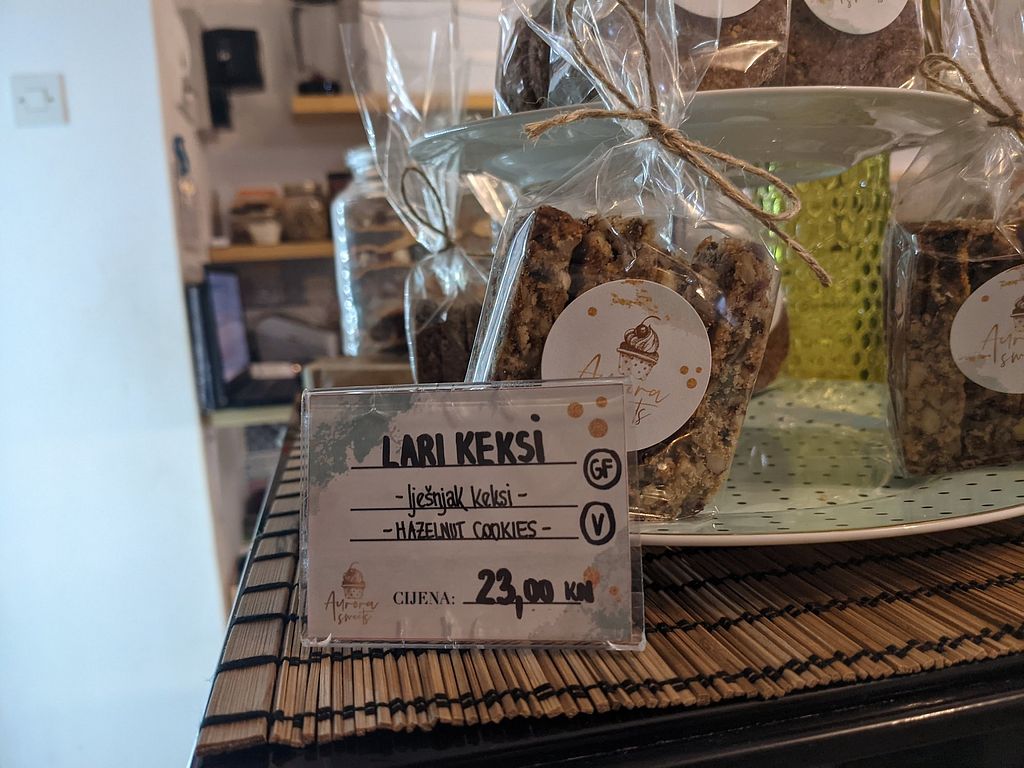 LARI KEKSI
GF
- lješnjak keksi -
- HAZELNUT COOKIES -
V
CIJENA: 23,00 KN
Aurora
sweets
Aurora
sweets